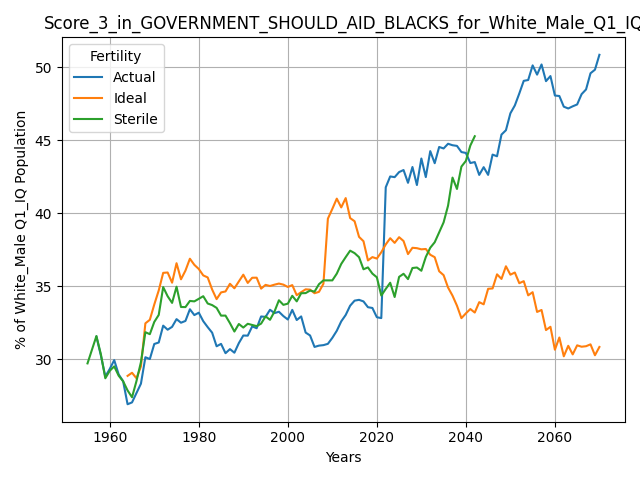 Score_3_in_GOVERNMENT_SHOULD_AID_BLACKS_for_White_Male_Q1_IQ
Fertility
Actual
Ideal
Sterile
% of White_Male Q1_IQ Population
50
45
40
35
30
1960
1980
2000
2020
2040
2060
Years